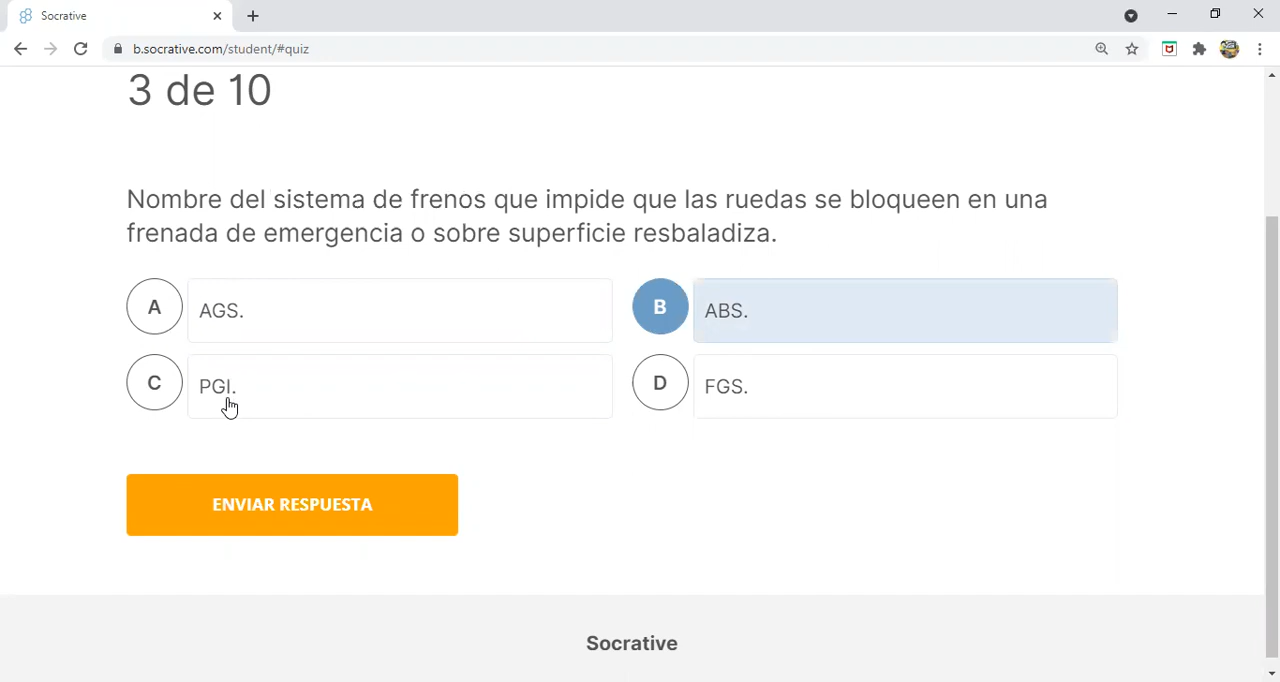 Socrative
b.socrative.com/student/#quiz
3 de 10
Nombre del sistema de frenos que impide que las ruedas se bloqueen en una
frenada de emergencia o sobre superficie resbaladiza.
A AGS.
B ABS.
C PGI.
D FGS.
ENVIAR RESPUESTA
Socrative